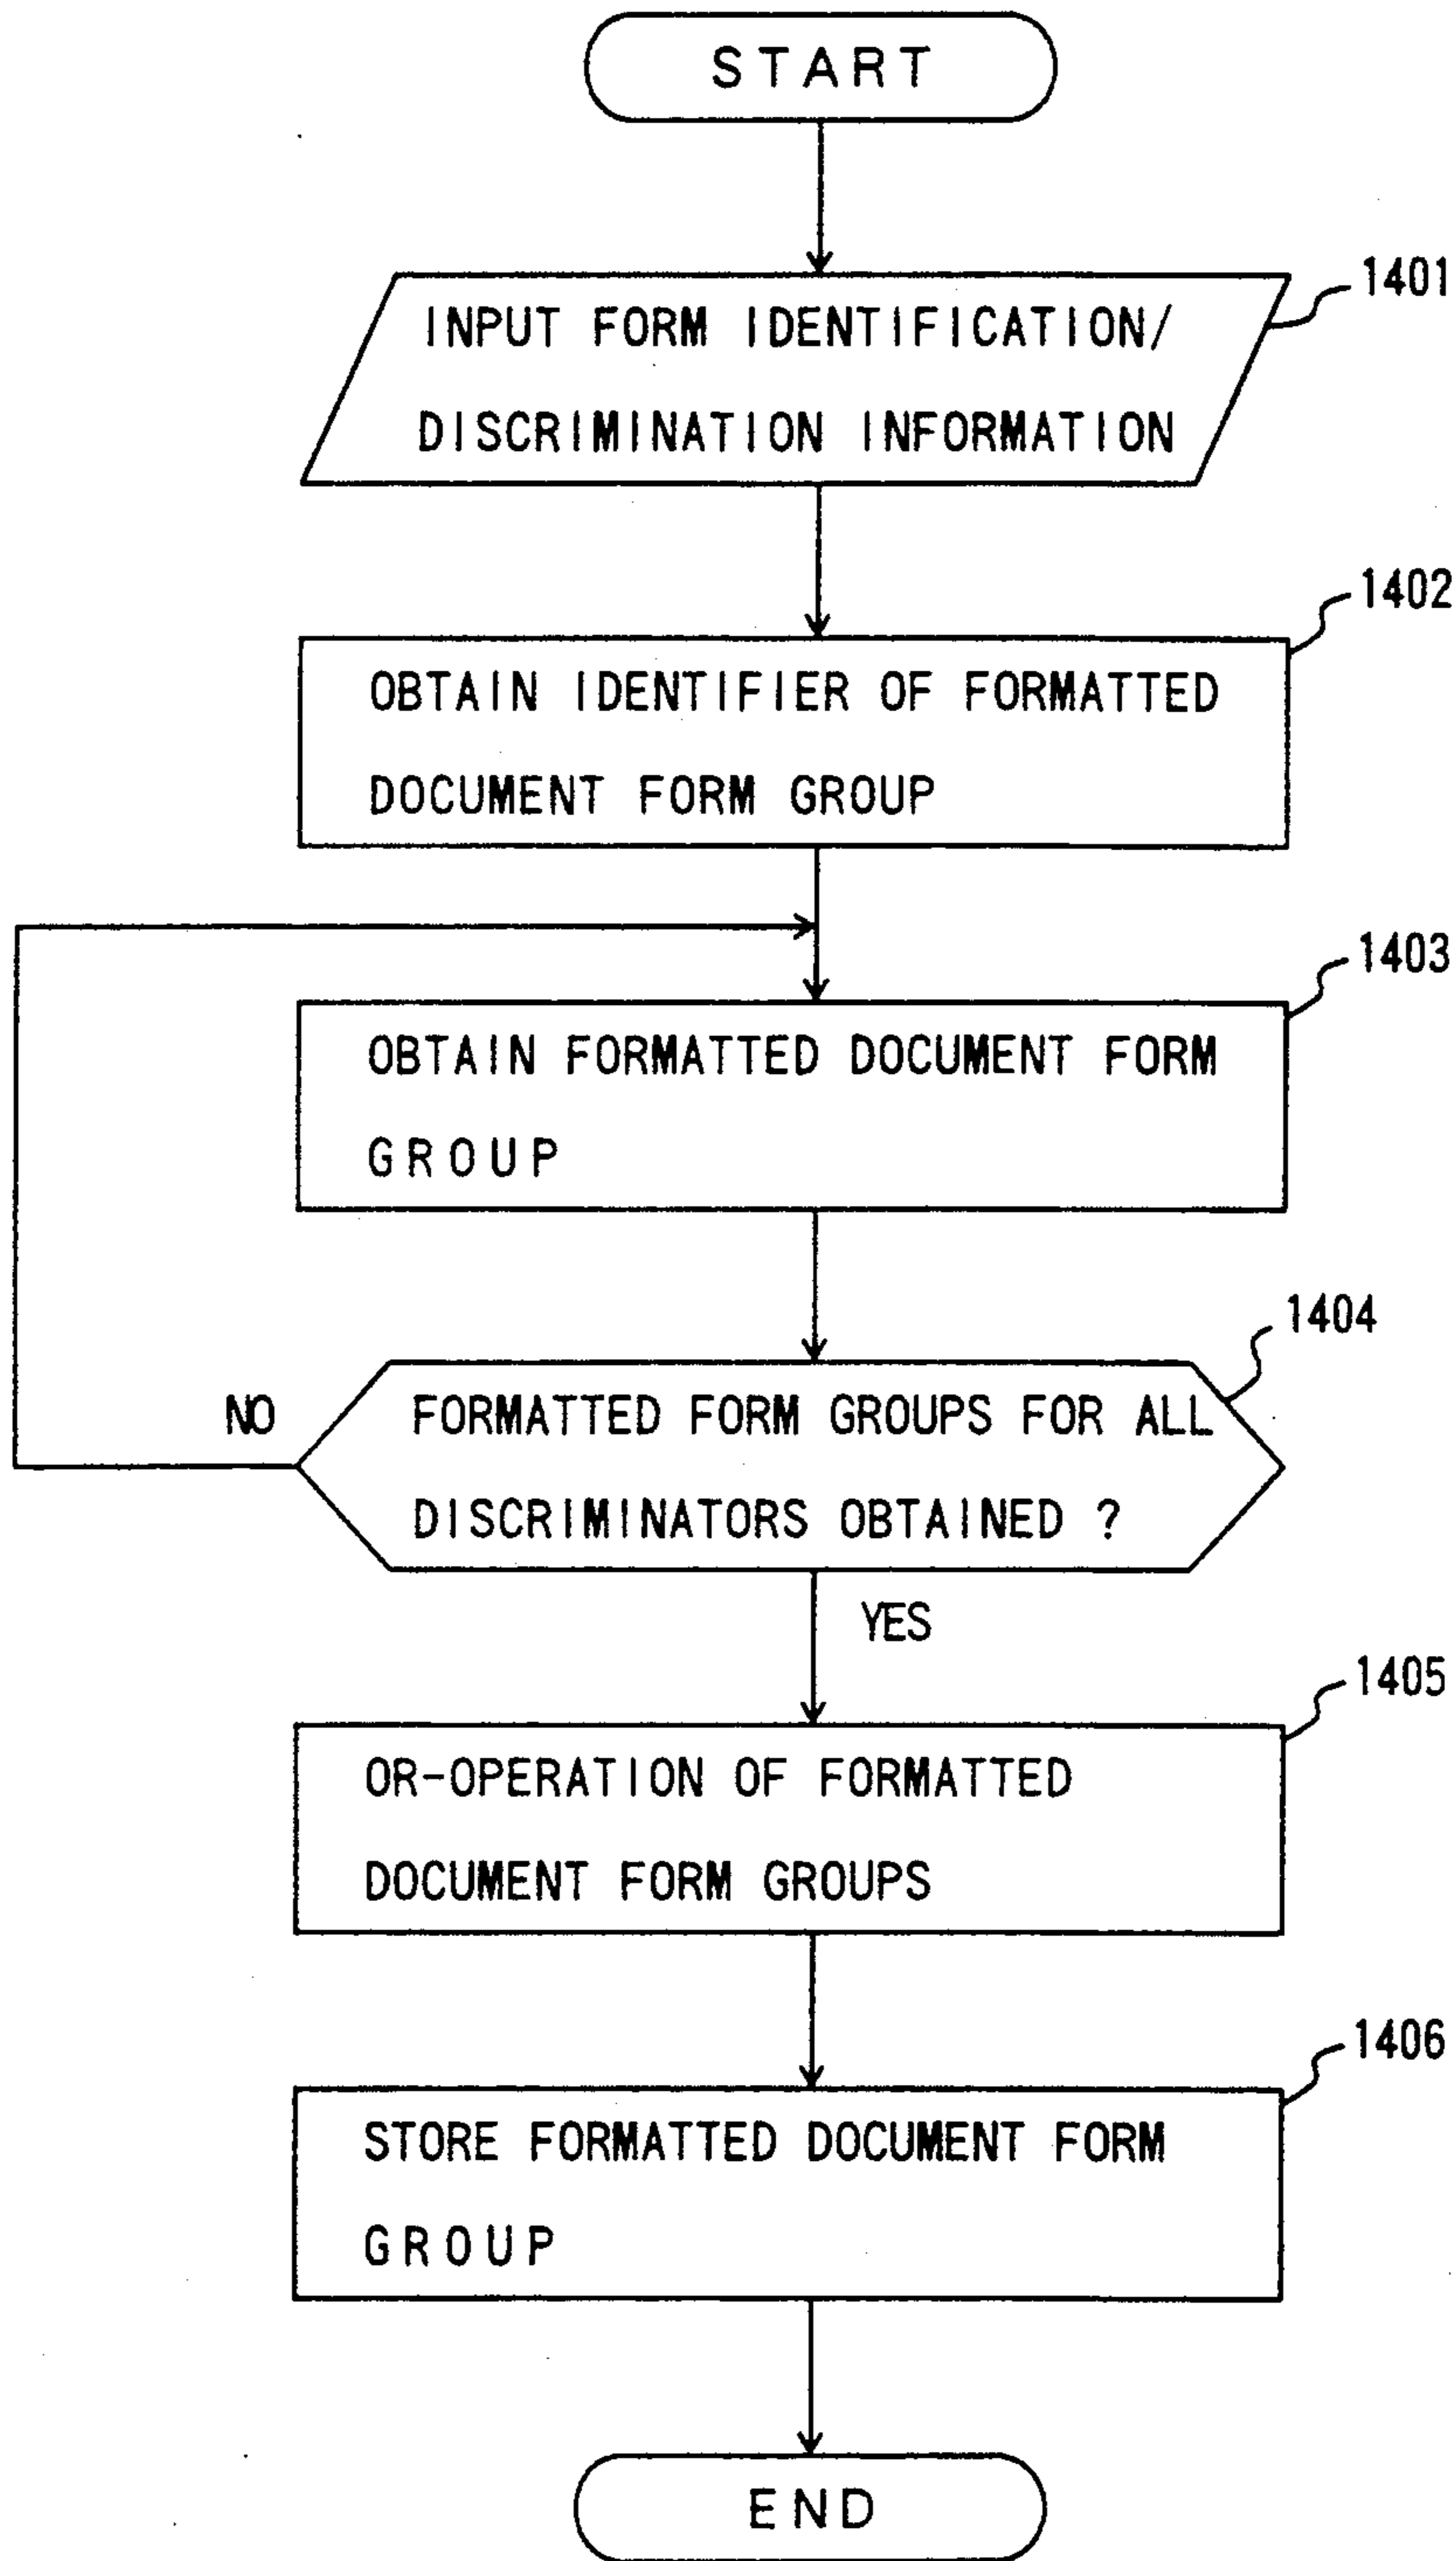 START
1401
INPUT FORM IDENTIFICATION/
DISCRIMINATION INFORMATION
1402
OBTAIN IDENTIFIER OF FORMATTED
DOCUMENT FORM GROUP
1403
OBTAIN FORMATTED DOCUMENT FORM
GROUP
1404
NO
FORMATTED FORM GROUPS FOR ALL
DISCRIMINATORS OBTAINED ?
YES
1405
OR-OPERATION OF FORMATTED
DOCUMENT FORM GROUPS
1406
STORE FORMATTED DOCUMENT FORM
GROUP
END